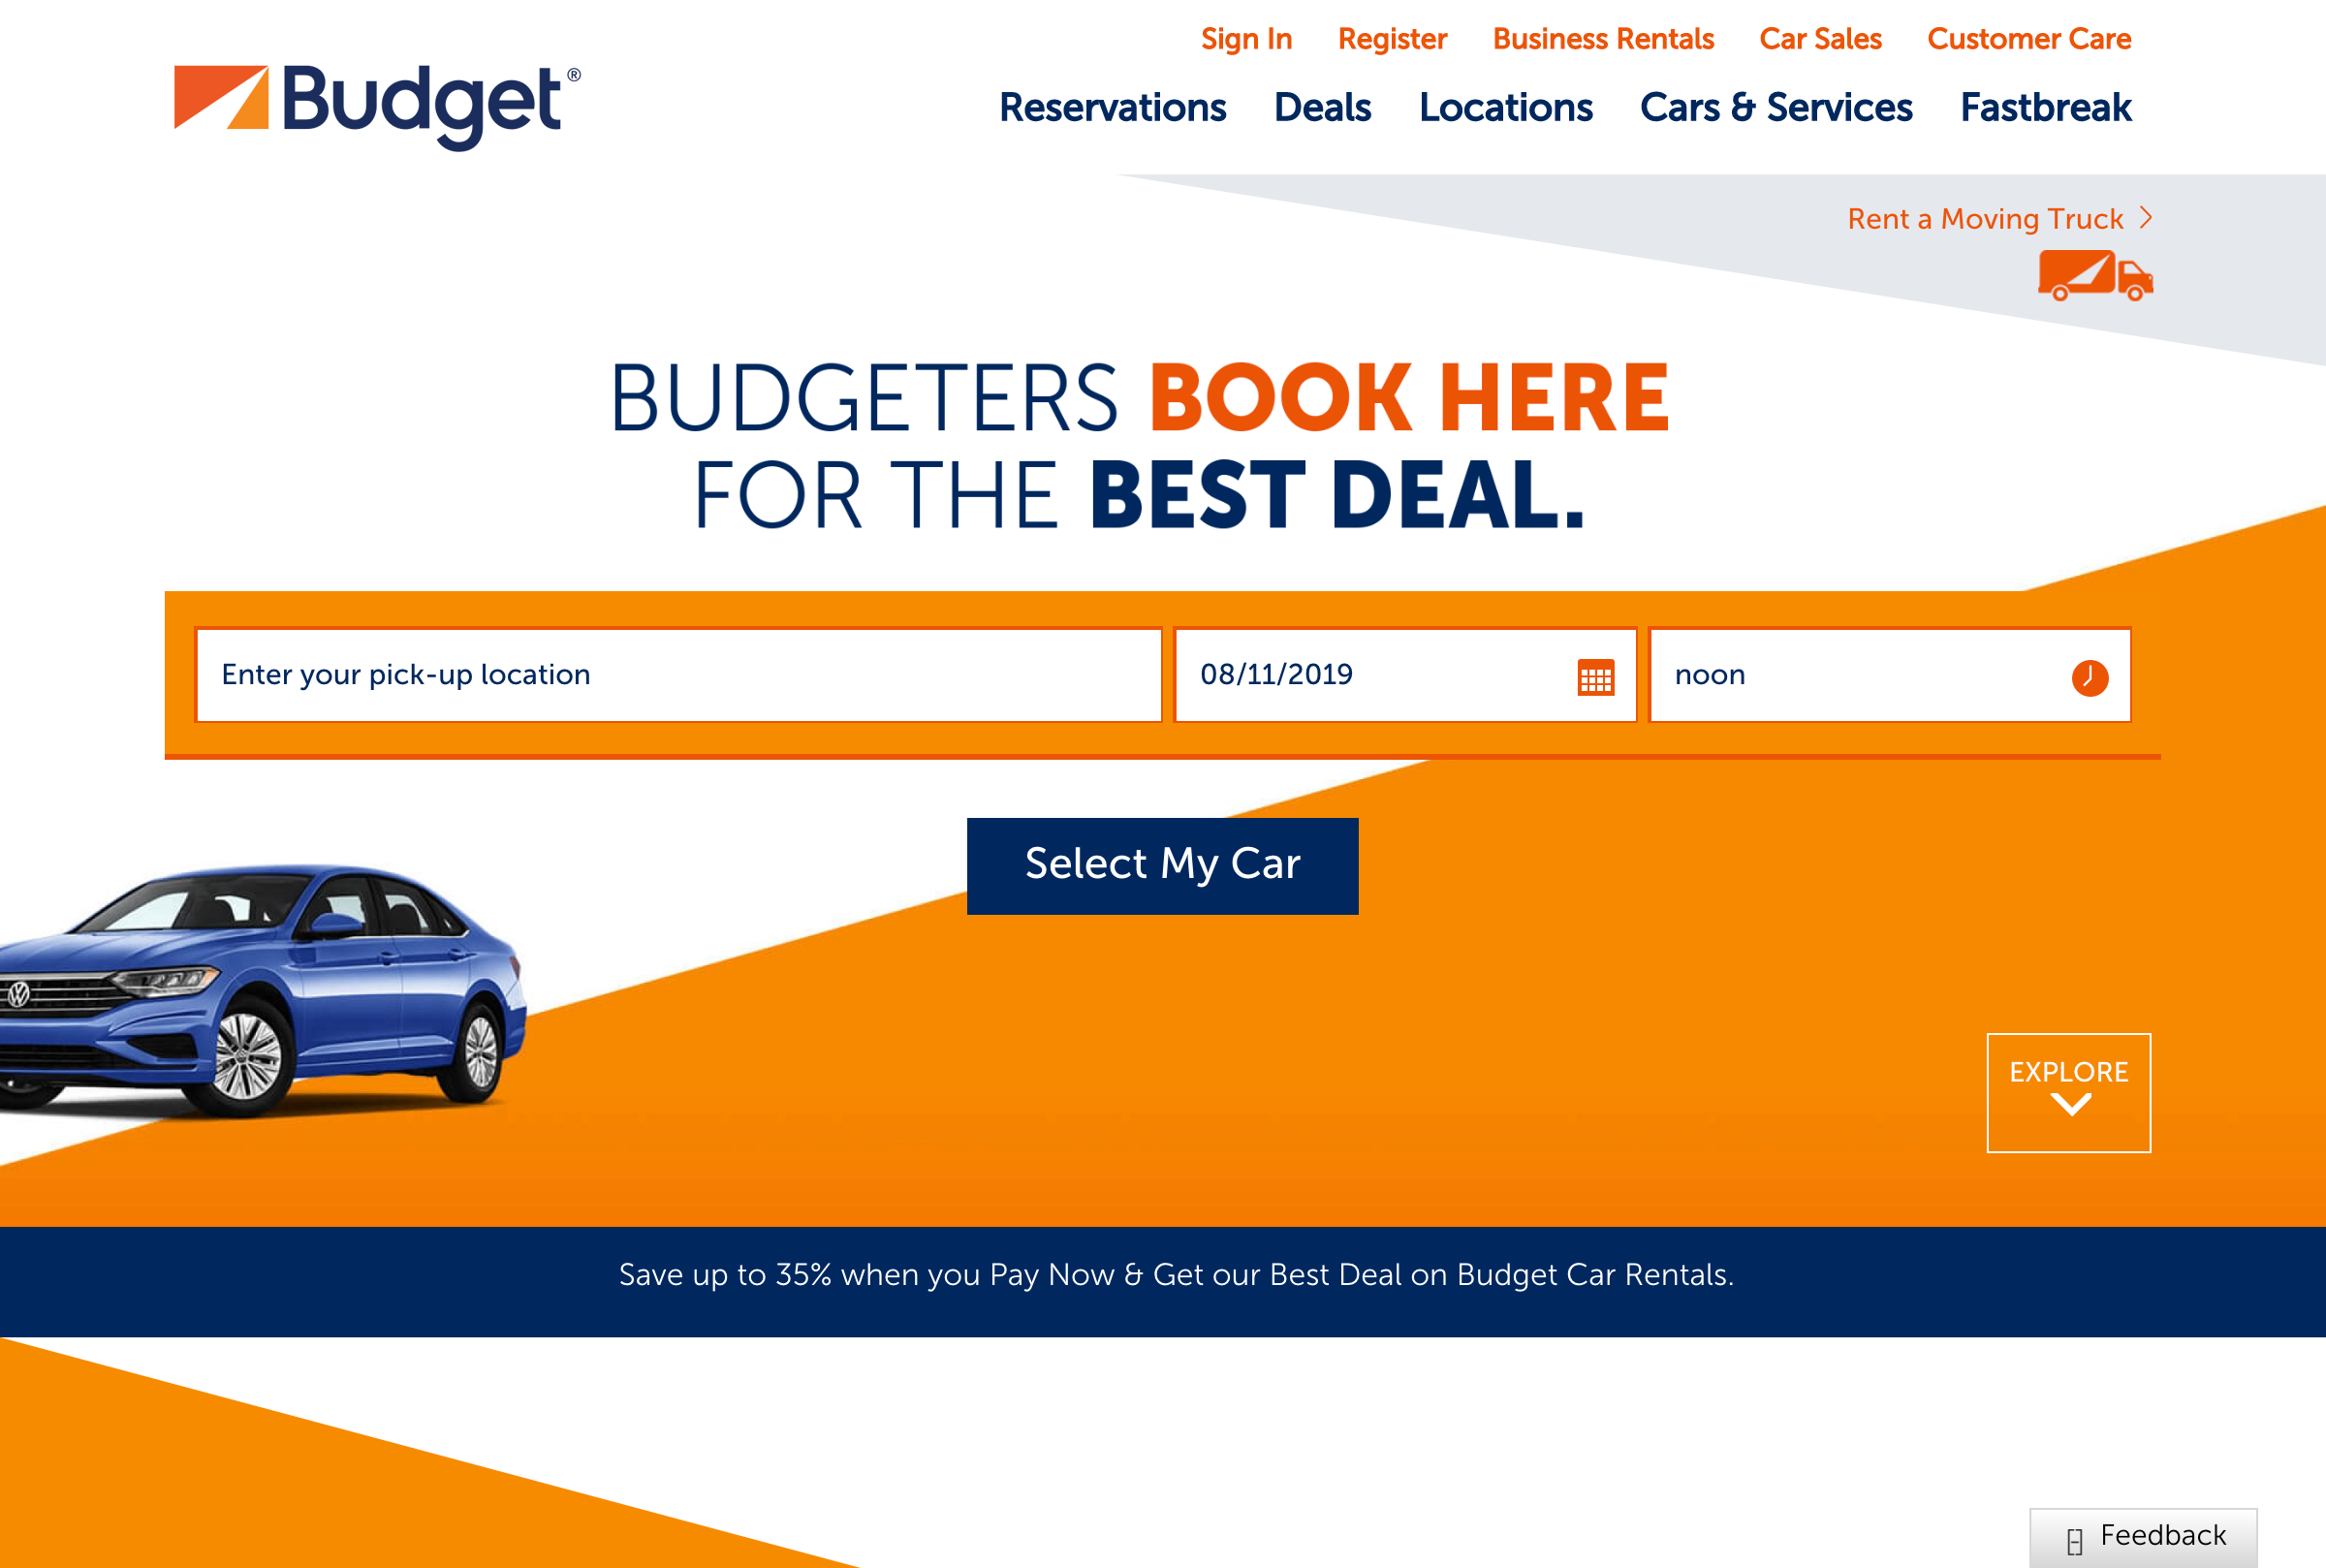 Sign In Register Business Rentals Car Sales Customer Care
Budget®
Reservations Deals Locations Cars & Services Fastbreak
Rent a Moving Truck
BUDGETERS BOOK HERE
FOR THE BEST DEAL.
Enter your pick-up location 08/11/2019 noon
Select My Car
EXPLORE
Save up to 35% when you Pay Now & Get our Best Deal on Budget Car Rentals.
[-] Feedback